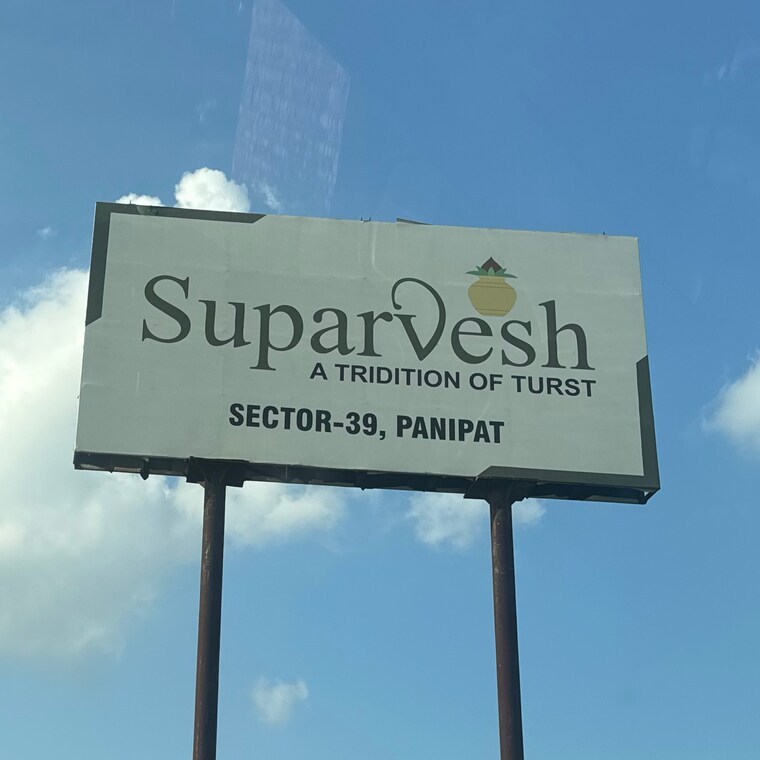 Suparvesh
A TRIDITION OF TURST
SECTOR-39, PANIPAT